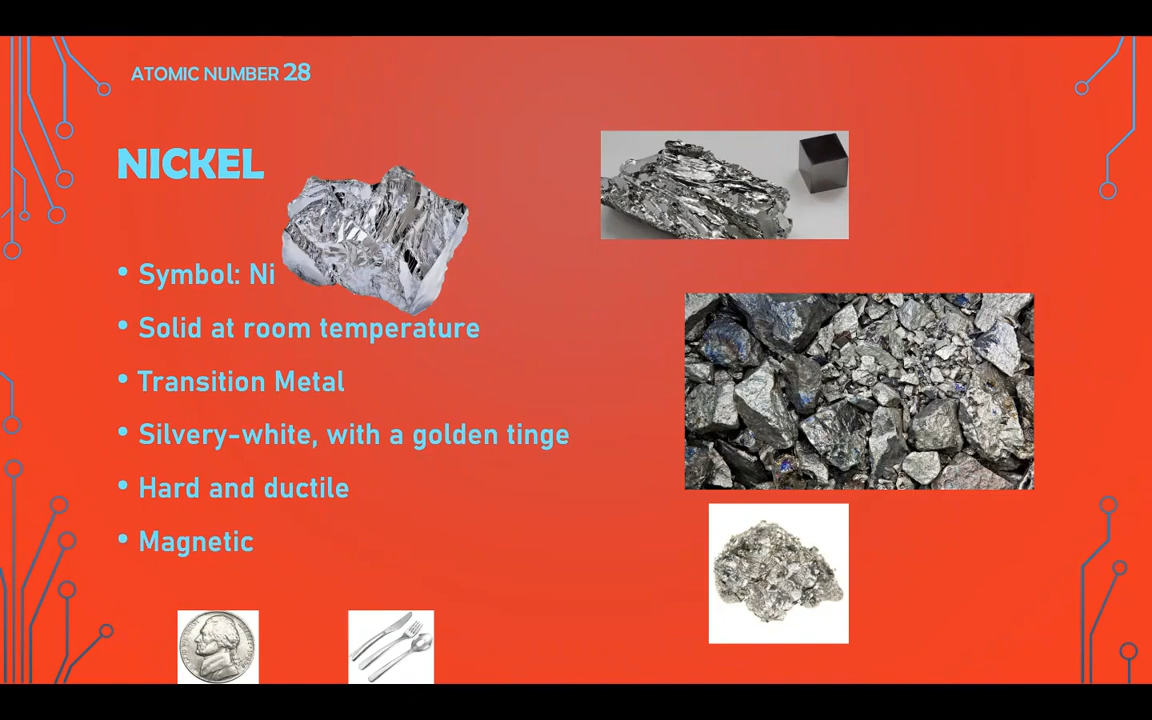 ATOMIC NUMBER 28
NICKEL
• Symbol: Ni
• Solid at room temperature
• Transition Metal
• Silvery-white, with a golden tinge
• Hard and ductile
• Magnetic